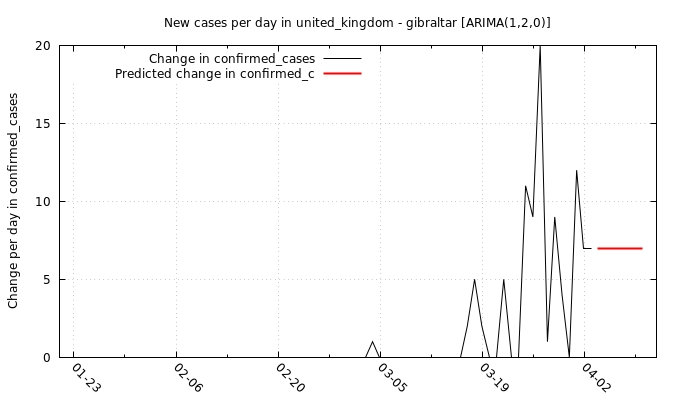 New cases per day in united_kingdom - gibraltar [ARIMA(1,2,0)]
Change in confirmed_cases
Predicted change in confirmed_c
Change per day in confirmed_cases
20
15
10
5
0
01-23
02-06
02-20
03-05
03-19
04-02